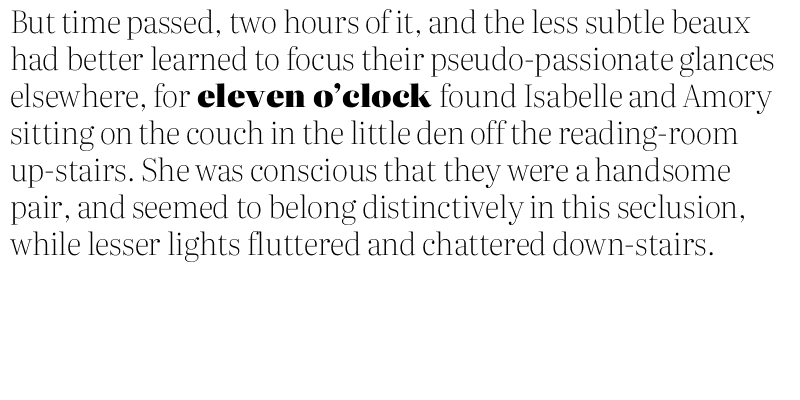 But time passed, two hours of it, and the less subtle beaux
had better learned to focus their pseudo-passionate glances
elsewhere, for eleven o’clock found Isabelle and Amory
sitting on the couch in the little den off the reading-room
up-stairs. She was conscious that they were a handsome
pair, and seemed to belong distinctively in this seclusion,
while lesser lights fluttered and chattered down-stairs.